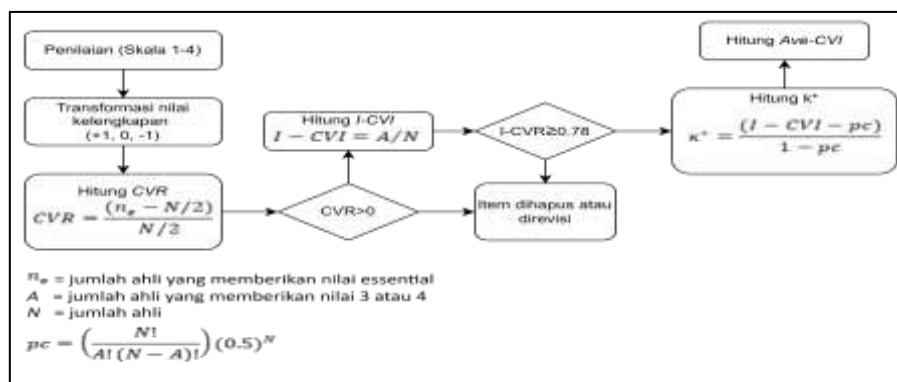 Penilaian (Skala 1-4)
Transformasi nilai
kelengkapan
(+1, 0, -1)
Hitung CVR
CVR = (nₑ − N/2) / N/2
CVR>0
Hitung I-CVI
I − CVI = A/N
I-CVR≥0.78
Item dihapus atau
direvisi
Hitung k*
κ* = (I − CVI − pc) / 1 − pc
Hitung Ave-CVI
nₑ = jumlah ahli yang memberikan nilai essential
A = jumlah ahli yang memberikan nilai 3 atau 4
N = jumlah ahli
pc = (N! / A! (N − A)!) (0.5)ᴺ